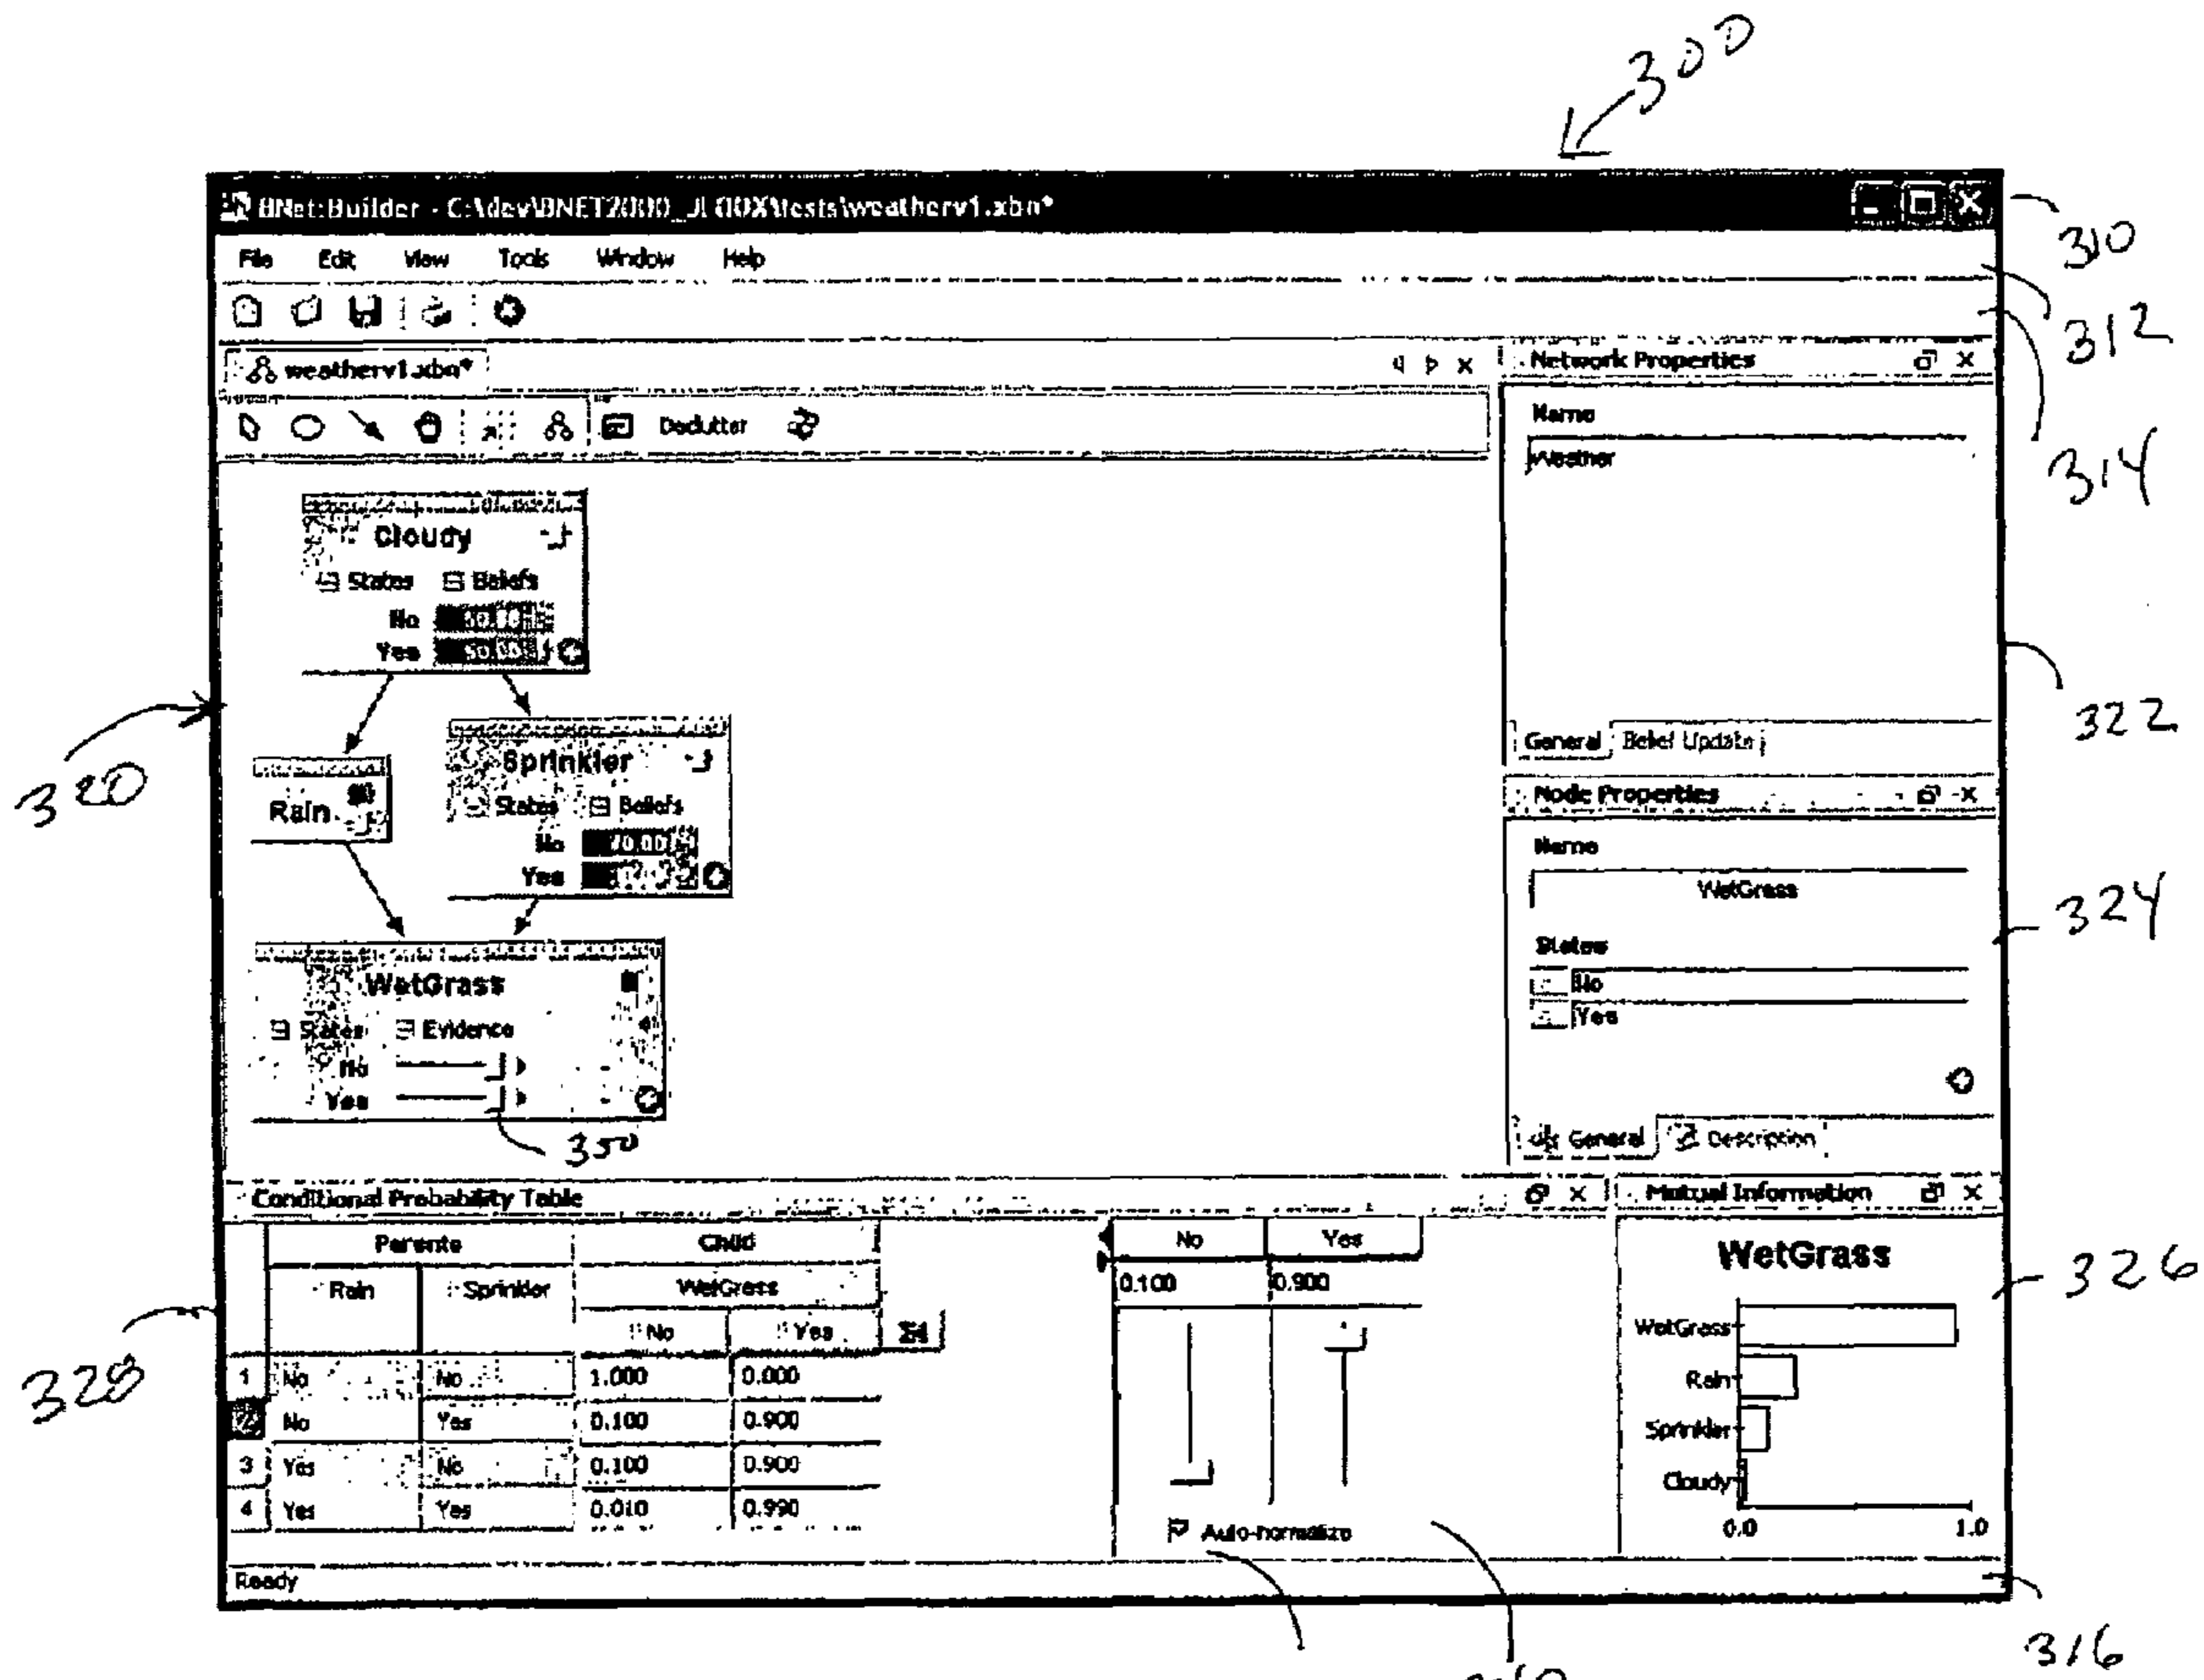 300
BNet:Builder - weatherv1.xbn*
310
File Edit View Tools Window Help
312
314
weatherv1.xbn*
Declutter
Network Properties
Name
Weather
322
General Belief Update
Cloudy
States Beliefs
No
Yes
320
Rain
Sprinkler
States Beliefs
No
Yes
Node Properties
Name
WetGrass
324
States
No
Yes
General Description
WetGrass
States Evidence
No
Yes
350
Conditional Probability Table
Parents Child
Rain Sprinkler WetGrass
No Yes
1 No No 1.000 0.000
2 No Yes 0.100 0.900
3 Yes No 0.100 0.900
4 Yes Yes 0.010 0.990
328
No Yes
0.100 0.900
Auto-normalize
Mutual Information
WetGrass
326
WetGrass
Rain
Sprinkler
Cloudy
0.0 1.0
Ready
316